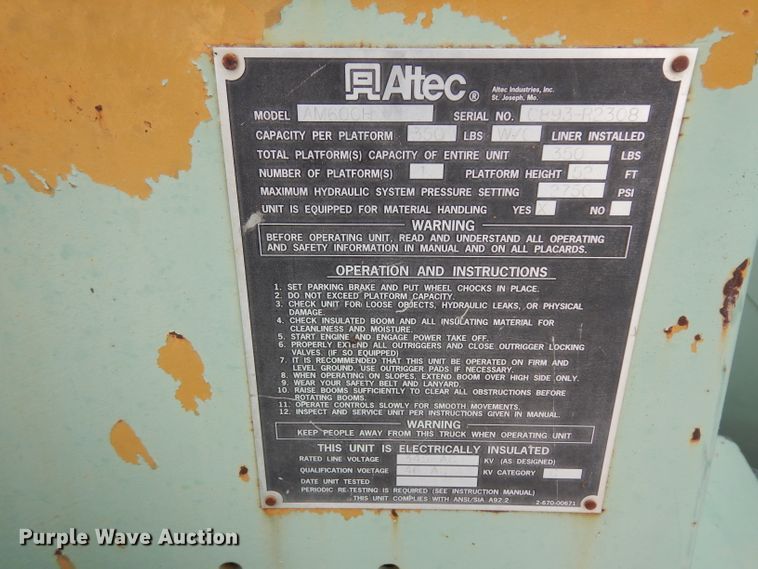 Altec®
Altec Industries, Inc.
St. Joseph, Mo.
MODEL AM600H SERIAL NO.
CAPACITY PER PLATFORM 350 LBS LINER INSTALLED
TOTAL PLATFORM(S) CAPACITY OF ENTIRE UNIT 350 LBS
NUMBER OF PLATFORM(S) 1 PLATFORM HEIGHT FT
MAXIMUM HYDRAULIC SYSTEM PRESSURE SETTING 2750 PSI
UNIT IS EQUIPPED FOR MATERIAL HANDLING YES X NO
WARNING
BEFORE OPERATING UNIT, READ AND UNDERSTAND ALL OPERATING
AND SAFETY INFORMATION IN MANUAL AND ON ALL PLACARDS.
OPERATION AND INSTRUCTIONS
1. SET PARKING BRAKE AND PUT WHEEL CHOCKS IN PLACE.
2. DO NOT EXCEED PLATFORM CAPACITY.
3. CHECK UNIT FOR LOOSE OBJECTS, HYDRAULIC LEAKS, OR PHYSICAL
DAMAGE.
4. CHECK INSULATED BOOM AND ALL INSULATING MATERIAL FOR
CLEANLINESS AND MOISTURE.
5. START ENGINE AND ENGAGE POWER TAKE OFF.
6. PROPERLY EXTEND ALL OUTRIGGERS AND CLOSE OUTRIGGER LOCKING
VALVES. (IF SO EQUIPPED)
7. IT IS RECOMMENDED THAT THIS UNIT BE OPERATED ON FIRM AND
LEVEL GROUND. USE OUTRIGGER PADS IF NECESSARY.
8. WHEN OPERATING ON SLOPES, EXTEND BOOM OVER HIGH SIDE ONLY.
9. WEAR YOUR SAFETY BELT AND LANYARD.
10. RAISE BOOMS SUFFICIENTLY TO CLEAR ALL OBSTRUCTIONS BEFORE
ROTATING BOOMS.
11. OPERATE CONTROLS SLOWLY FOR SMOOTH MOVEMENTS.
12. INSPECT AND SERVICE UNIT PER INSTRUCTIONS GIVEN IN MANUAL.
WARNING
KEEP PEOPLE AWAY FROM THIS TRUCK WHEN OPERATING UNIT
THIS UNIT IS ELECTRICALLY INSULATED
RATED LINE VOLTAGE KV (AS DESIGNED)
QUALIFICATION VOLTAGE KV CATEGORY
DATE UNIT TESTED
PERIODIC RE-TESTING IS REQUIRED (SEE INSTRUCTION MANUAL)
THIS UNIT COMPLIES WITH ANSI/SIA A92.2
2-670-00671
Purple Wave Auction